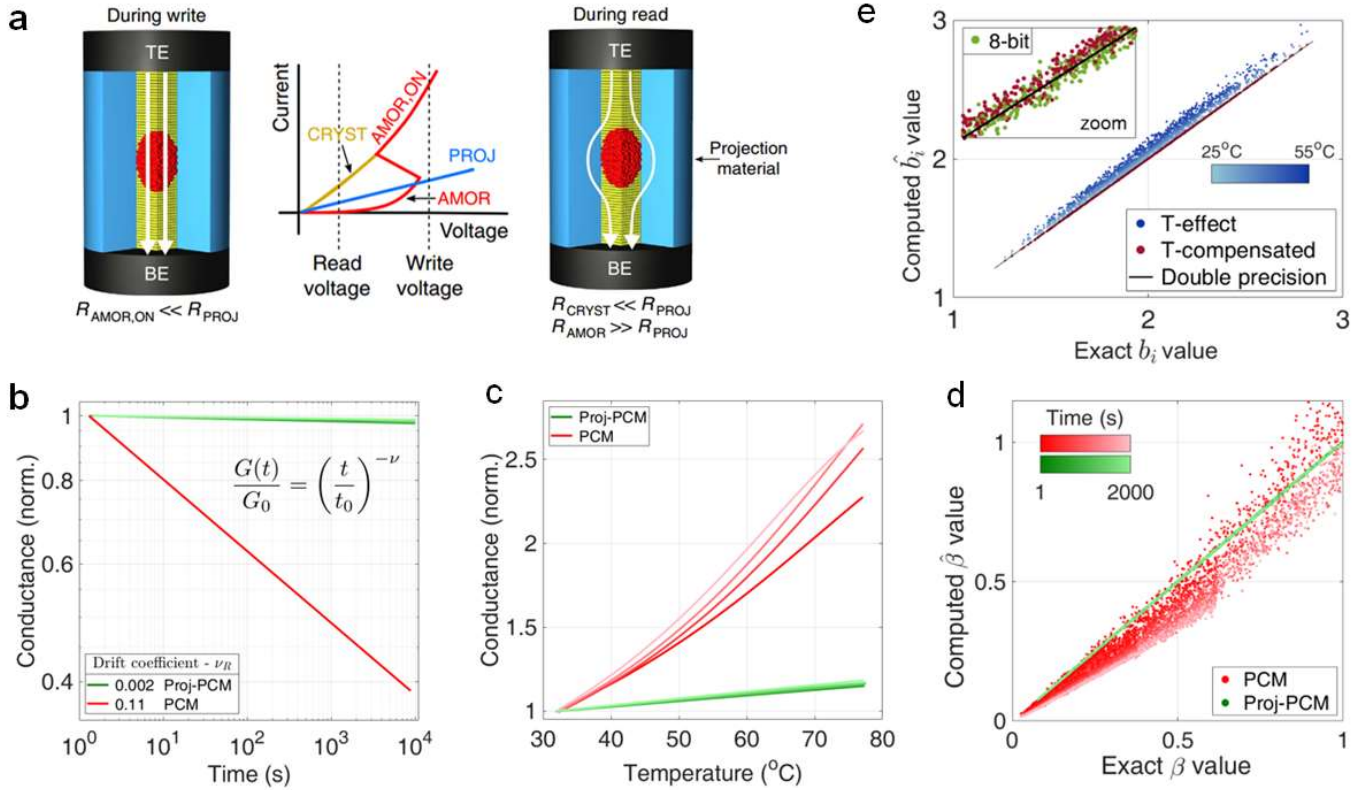 a
During write
TE
BE
R_AMOR,ON << R_PROJ
Current
CRYST
AMOR,ON
PROJ
AMOR
Voltage
Read voltage
Write voltage
During read
TE
BE
Projection material
R_CRYST << R_PROJ
R_AMOR >> R_PROJ
e
3
2
1
Computed b̂_i value
8-bit
zoom
25°C
55°C
T-effect
T-compensated
Double precision
1
2
3
Exact b_i value
b
1
0.8
0.6
0.4
Conductance (norm.)
G(t)/G_0 = (t/t_0)^{-ν}
Drift coefficient - ν_R
0.002 Proj-PCM
0.11 PCM
10^0
10^1
10^2
10^3
10^4
Time (s)
c
Proj-PCM
PCM
2.5
2
1.5
1
Conductance (norm.)
30
40
50
60
70
80
Temperature (°C)
d
Time (s)
1
2000
1
0.5
0
Computed β̂ value
PCM
Proj-PCM
0
0.5
1
Exact β value